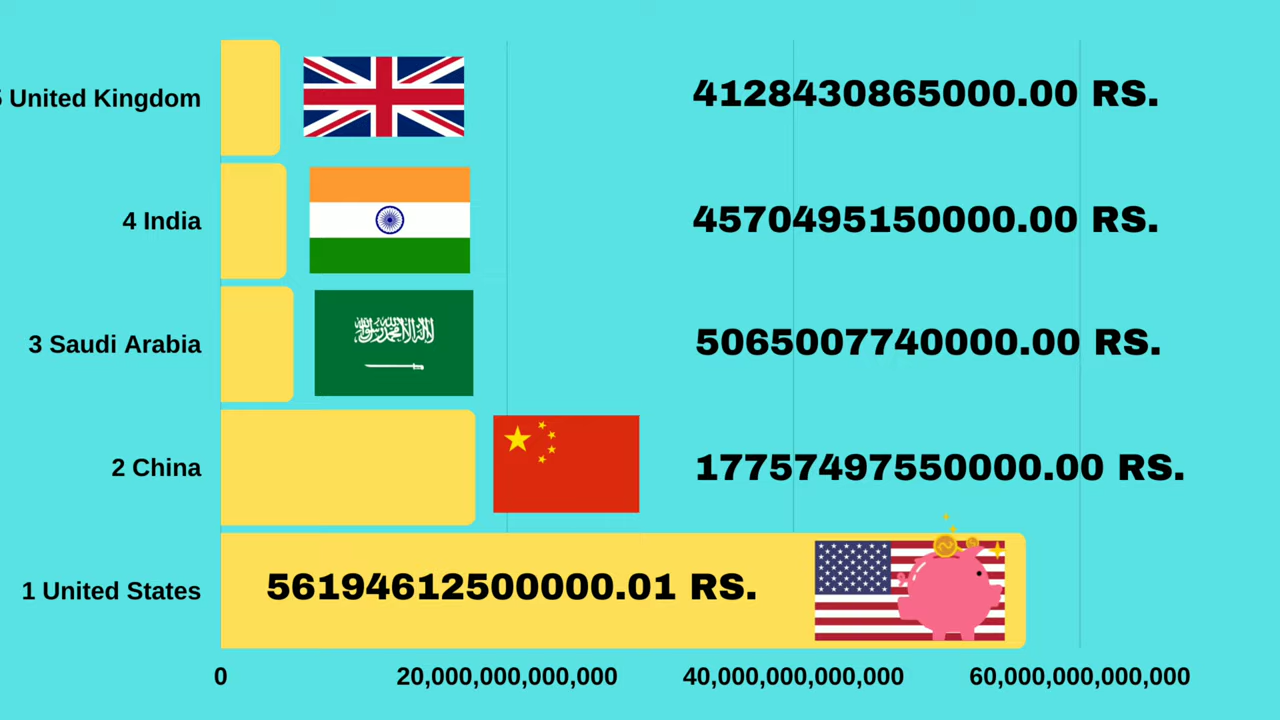 5 United Kingdom 4128430865000.00 RS.
4 India 4570495150000.00 RS.
3 Saudi Arabia 5065007740000.00 RS.
2 China 17757497550000.00 RS.
1 United States 56194612500000.01 RS.
0 20,000,000,000,000 40,000,000,000,000 60,000,000,000,000